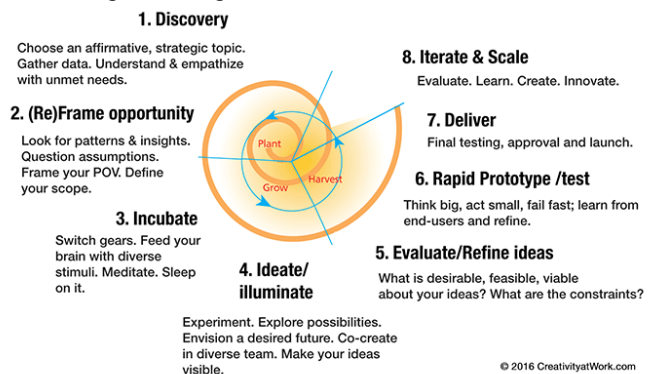 1. Discovery
Choose an affirmative, strategic topic.
Gather data. Understand & empathize
with unmet needs.
2. (Re)Frame opportunity
Look for patterns & insights.
Question assumptions.
Frame your POV. Define
your scope.
3. Incubate
Switch gears. Feed your
brain with diverse
stimuli. Meditate. Sleep
on it.
4. Ideate/
illuminate
Experiment. Explore possibilities.
Envision a desired future. Co-create
in diverse team. Make your ideas
visible.
5. Evaluate/Refine ideas
What is desirable, feasible, viable
about your ideas? What are the constraints?
6. Rapid Prototype /test
Think big, act small, fail fast; learn from
end-users and refine.
7. Deliver
Final testing, approval and launch.
8. Iterate & Scale
Evaluate. Learn. Create. Innovate.
Plant
Grow
Harvest
© 2016 CreativityatWork.com